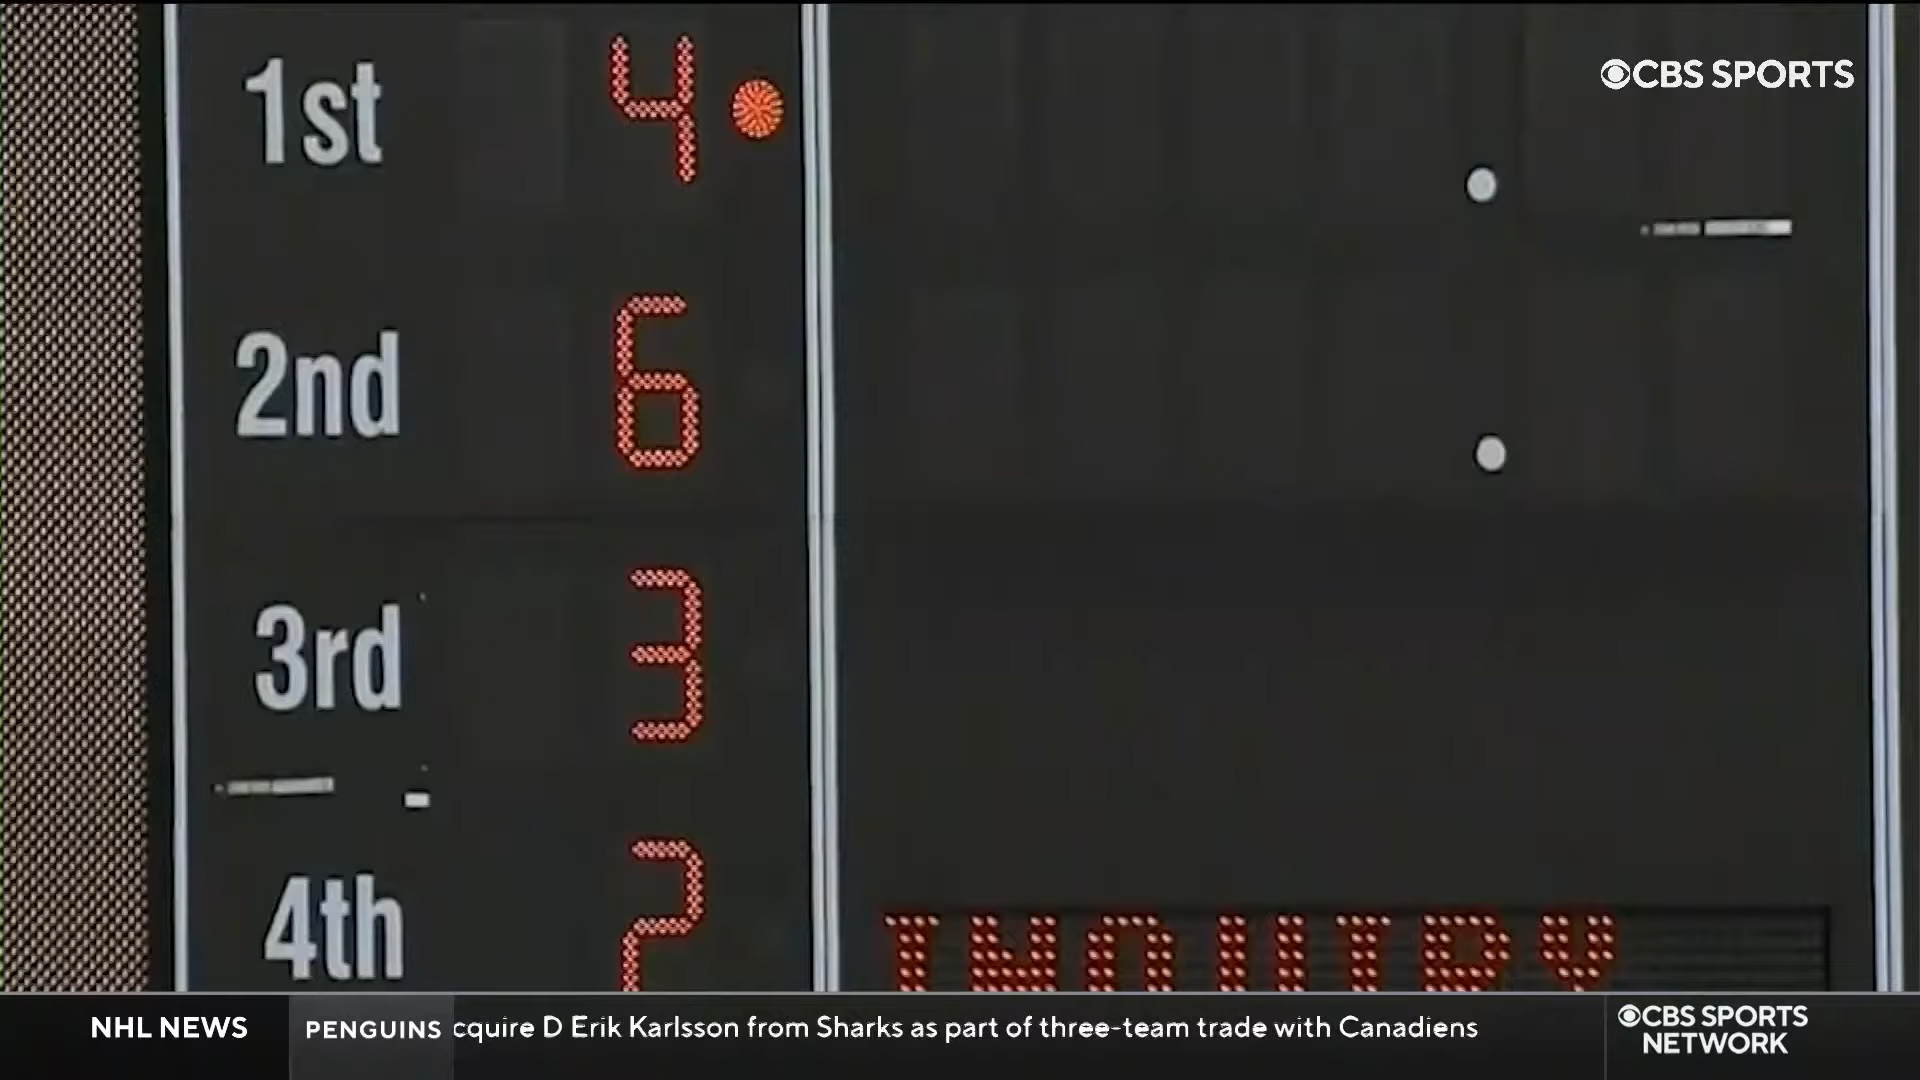 CBS SPORTS
1st 4
2nd 6
3rd 3
4th 2
INQUIRY
NHL NEWS
PENGUINS
cquire D Erik Karlsson from Sharks as part of three-team trade with Canadiens
CBS SPORTS
NETWORK